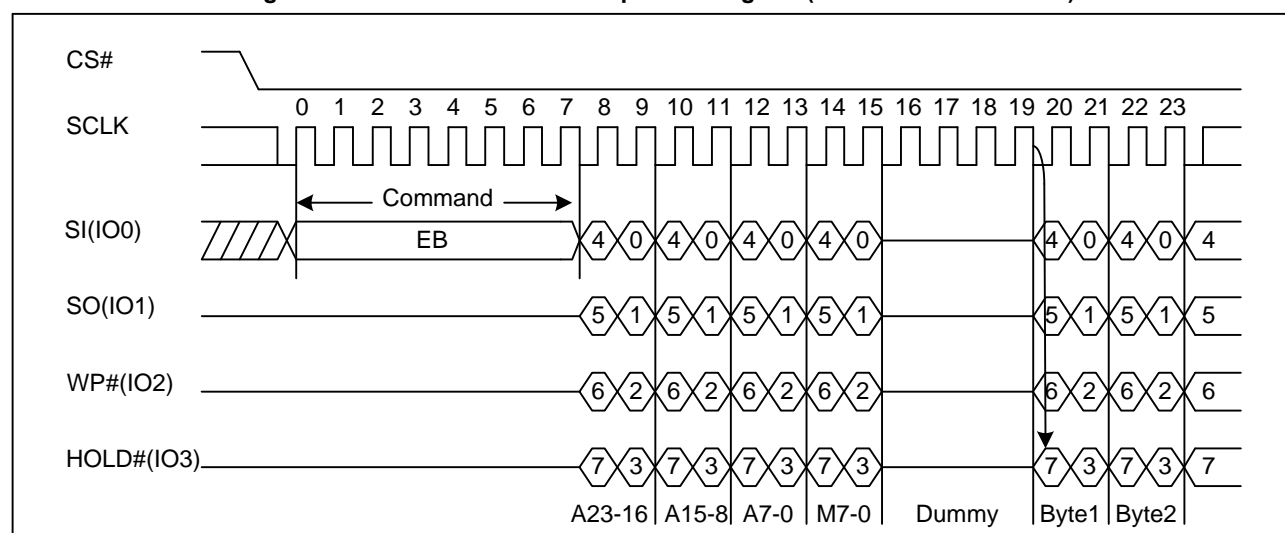 CS#
0 1 2 3 4 5 6 7 8 9 10 11 12 13 14 15 16 17 18 19 20 21 22 23
SCLK
Command
SI(IO0)
EB
4 0 4 0 4 0 4 0 4 0 4 0 4
SO(IO1)
5 1 5 1 5 1 5 1 5 1 5 1 5
WP#(IO2)
6 2 6 2 6 2 6 2 6 2 6 2 6
HOLD#(IO3)
7 3 7 3 7 3 7 3 7 3 7 3 7
A23-16 A15-8 A7-0 M7-0 Dummy Byte1 Byte2